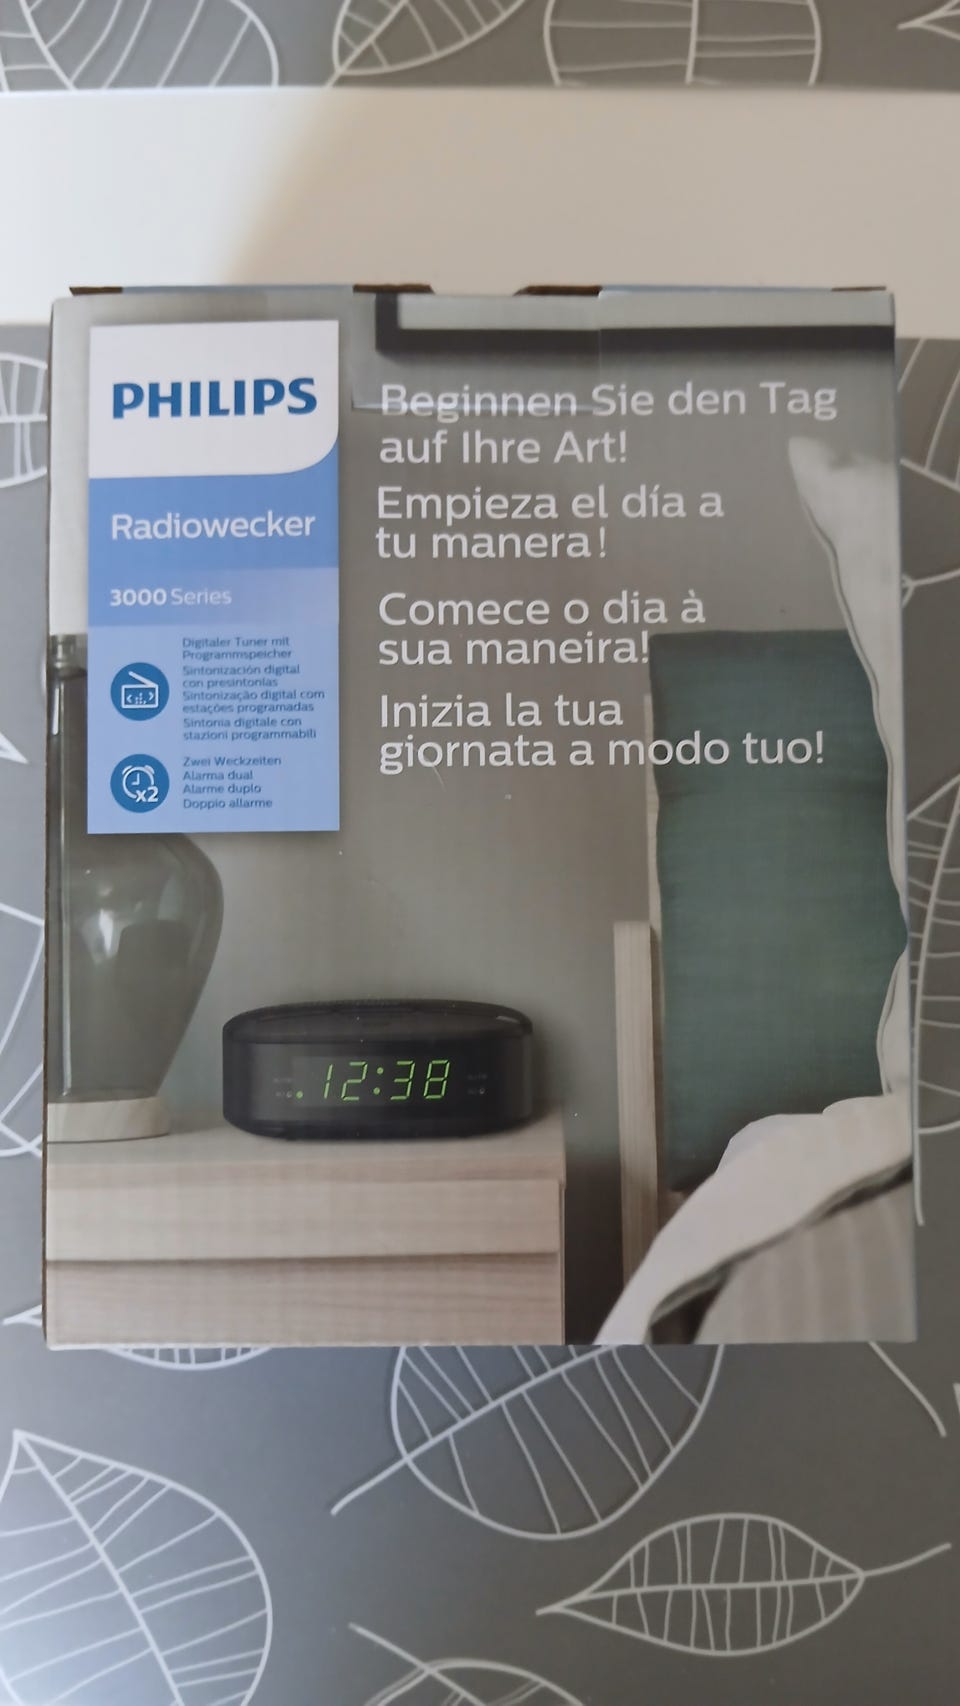 PHILIPS
Radiowecker
3000 Series
Digitaler Tuner mit
Programmspeicher
Sintonización digital
con presintonías
Sintonização digital com
estações programadas
Sintonia digitale con
stazioni programmabili
x2
Zwei Weckzeiten
Alarma dual
Alarme duplo
Doppio allarme
Beginnen Sie den Tag
auf Ihre Art!
Empieza el día a
tu manera!
Comece o dia à
sua maneira!
Inizia la tua
giornata a modo tuo!
12:38